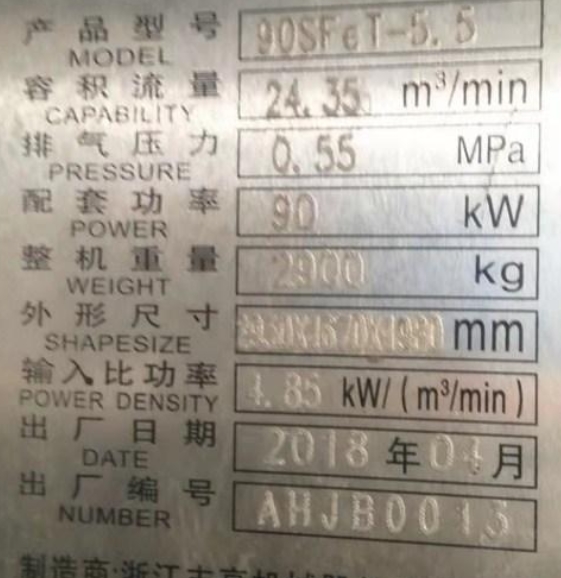 产品型号 90SFeT-5.5
MODEL
容积流量 24.35 m³/min
CAPABILITY
排气压力 0.55 MPa
PRESSURE
配套功率 90 kW
POWER
整机重量 2900 kg
WEIGHT
外形尺寸 mm
SHAPESIZE
输入比功率 4.85 kW/(m³/min)
POWER DENSITY
出厂日期 2018年04月
DATE
出厂编号 AHJB0013
NUMBER
制造商:浙江